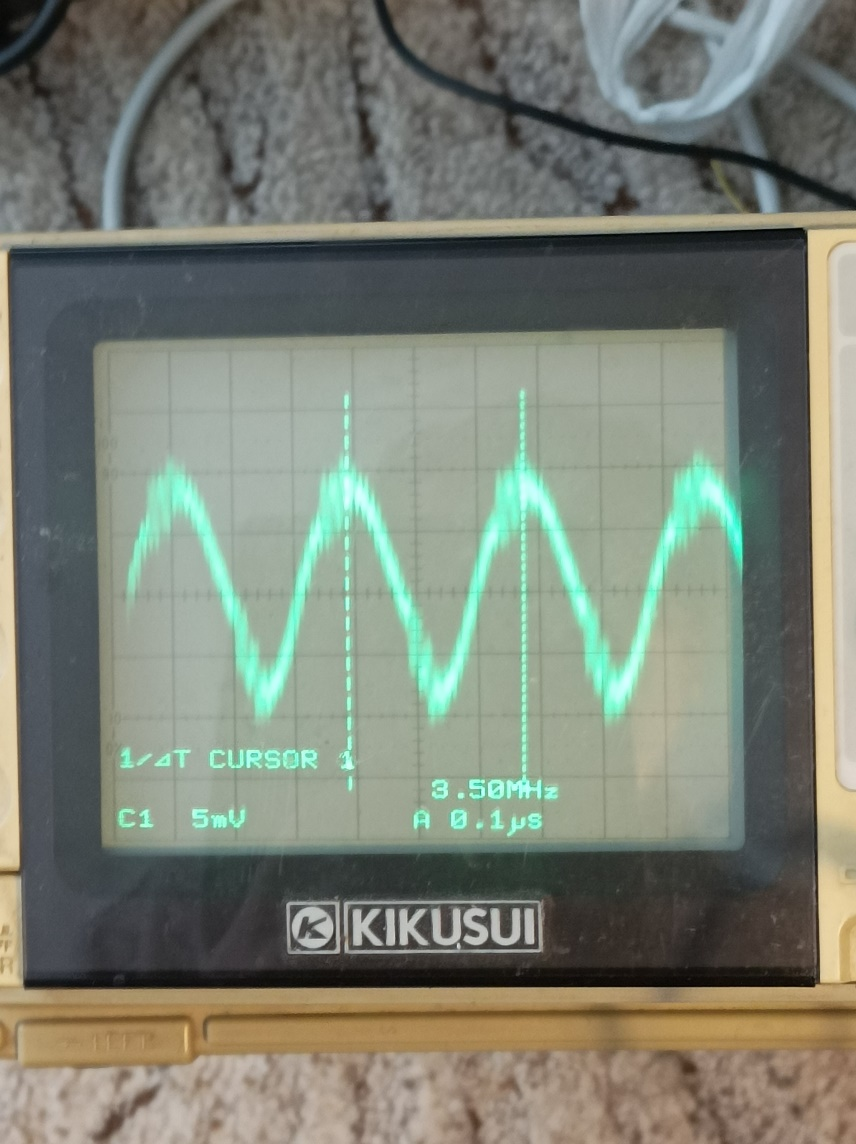 1/⊿T CURSOR 1
3.50MHz
C1 5mV A 0.1µs
KIKUSUI